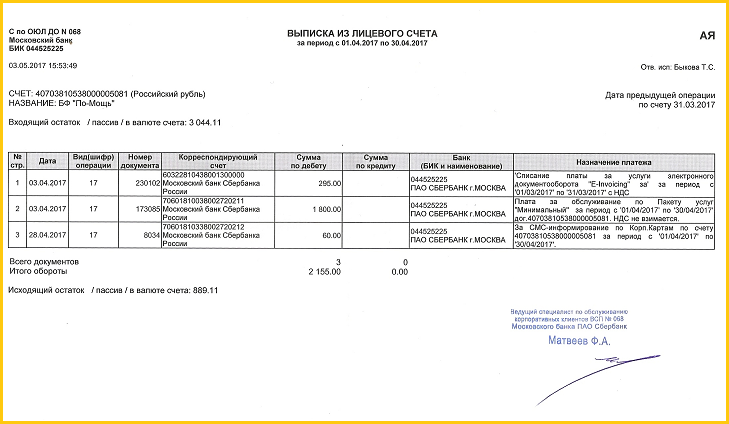 С по ОЮЛ ДО N 068
Московский банк
БИК 044525225
ВЫПИСКА ИЗ ЛИЦЕВОГО СЧЕТА
за период с 01.04.2017 по 30.04.2017
АЯ
03.05.2017 15:53:49
Отв. исп: Быкова Т.С.
СЧЕТ: 40703810538000005081 (Российский рубль)
НАЗВАНИЕ: БФ "По-Мощь"
Дата предыдущей операции
по счету 31.03.2017
Входящий остаток / пассив / в валюте счета: 3 044.11
№ стр. Дата Вид(шифр) операции Номер документа Корреспондирующий счет Сумма по дебету Сумма по кредиту Банк (БИК и наименование) Назначение платежа
1 03.04.2017 17 230102 60322810438001300000 Московский банк Сбербанка России 295.00 044525225 ПАО СБЕРБАНК г.МОСКВА 'Списание платы за услуги электронного
документооборота "E-Invoicing" за' за период с
'01/03/2017' по '31/03/2017' с НДС
2 03.04.2017 17 173085 70601810038002720211 Московский банк Сбербанка России 1 800.00 044525225 ПАО СБЕРБАНК г.МОСКВА Плата за обслуживание по Пакету услуг
"Минимальный" за период с '01/04/2017' по '30/04/2017'
дог.40703810538000005081. НДС не взимается.
3 28.04.2017 17 8034 70601810338002720212 Московский банк Сбербанка России 60.00 044525225 ПАО СБЕРБАНК г.МОСКВА За СМС-информирование по Корп.Картам по счету
40703810538000005081 за период с '01/04/2017' по
'30/04/2017'.
Всего документов 3 0
Итого обороты 2 155.00 0.00
Исходящий остаток / пассив / в валюте счета: 889.11
Ведущий специалист по обслуживанию
корпоративных клиентов ВСП № 068
Московского банка ПАО Сбербанк
Матвеев Ф.А.